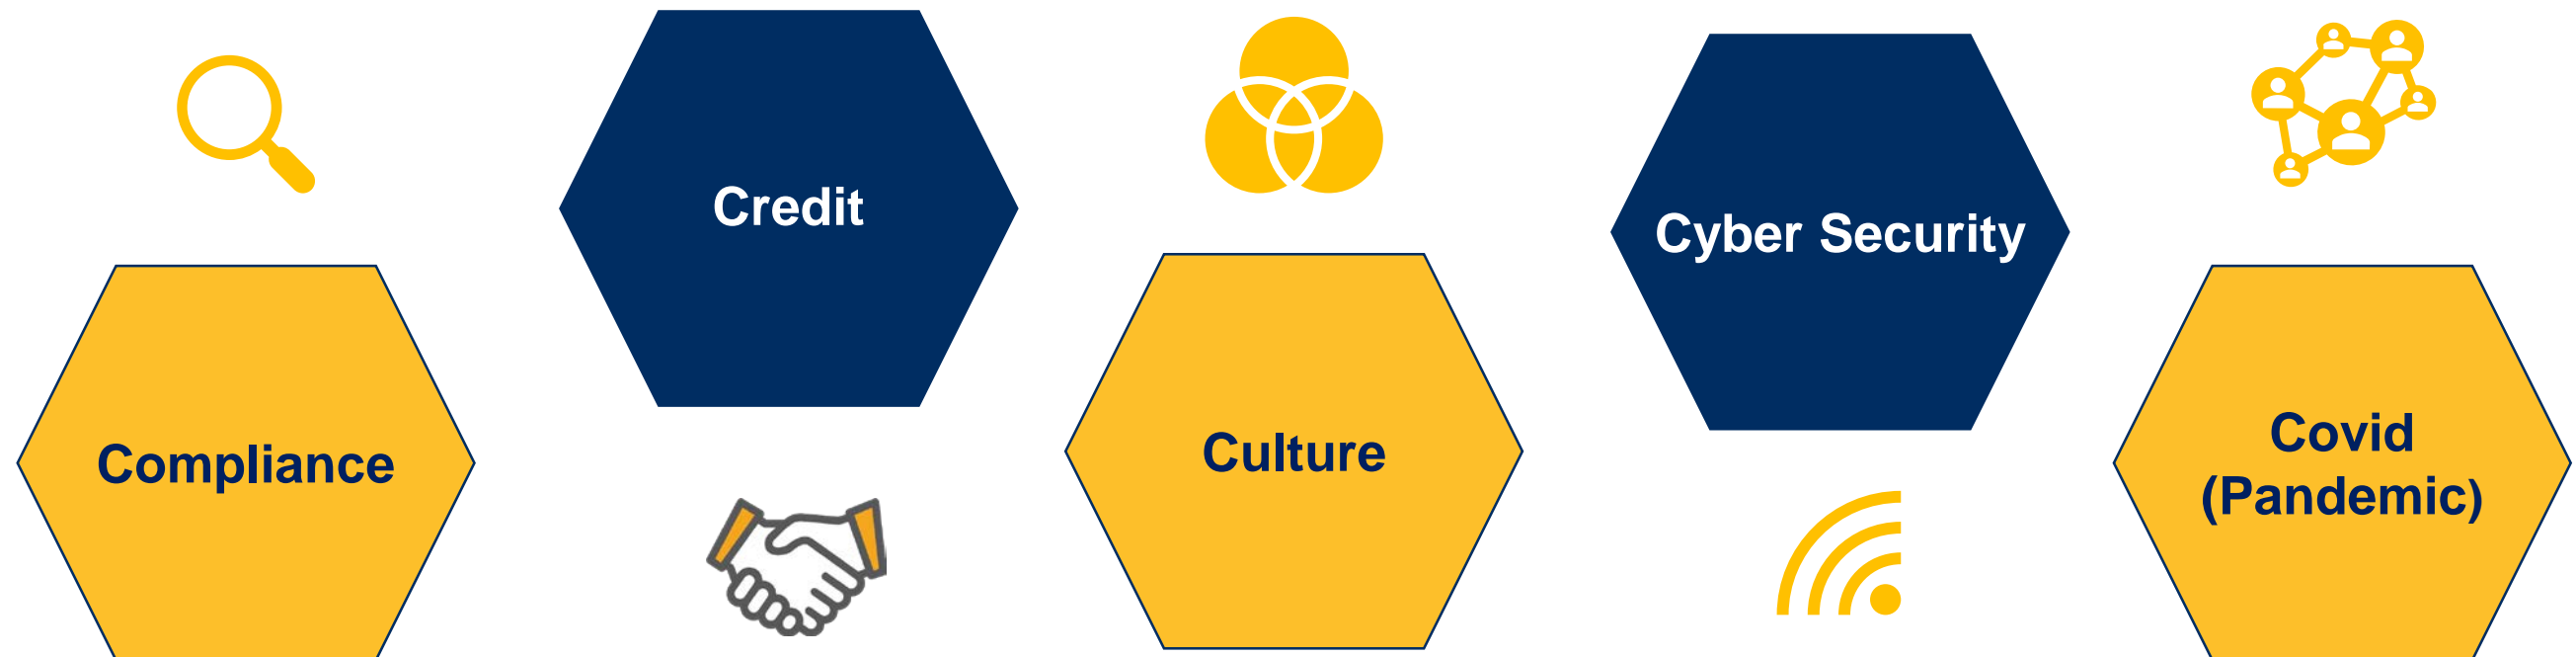 Compliance
Credit
Culture
Cyber Security
Covid
(Pandemic)